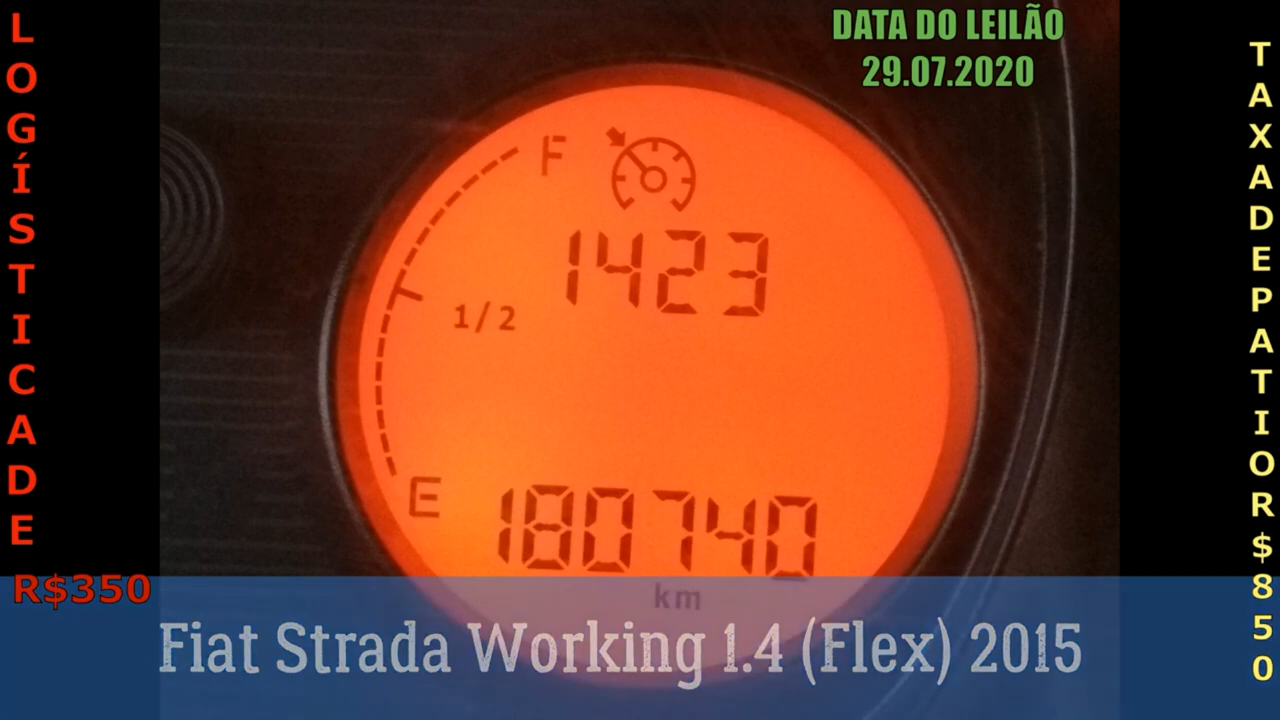 LOGÍSTICADE
R$350
DATA DO LEILÃO
29.07.2020
TAXADEPATIOR$850
F
1423
1/2
E
180740
km
Fiat Strada Working 1.4 (Flex) 2015